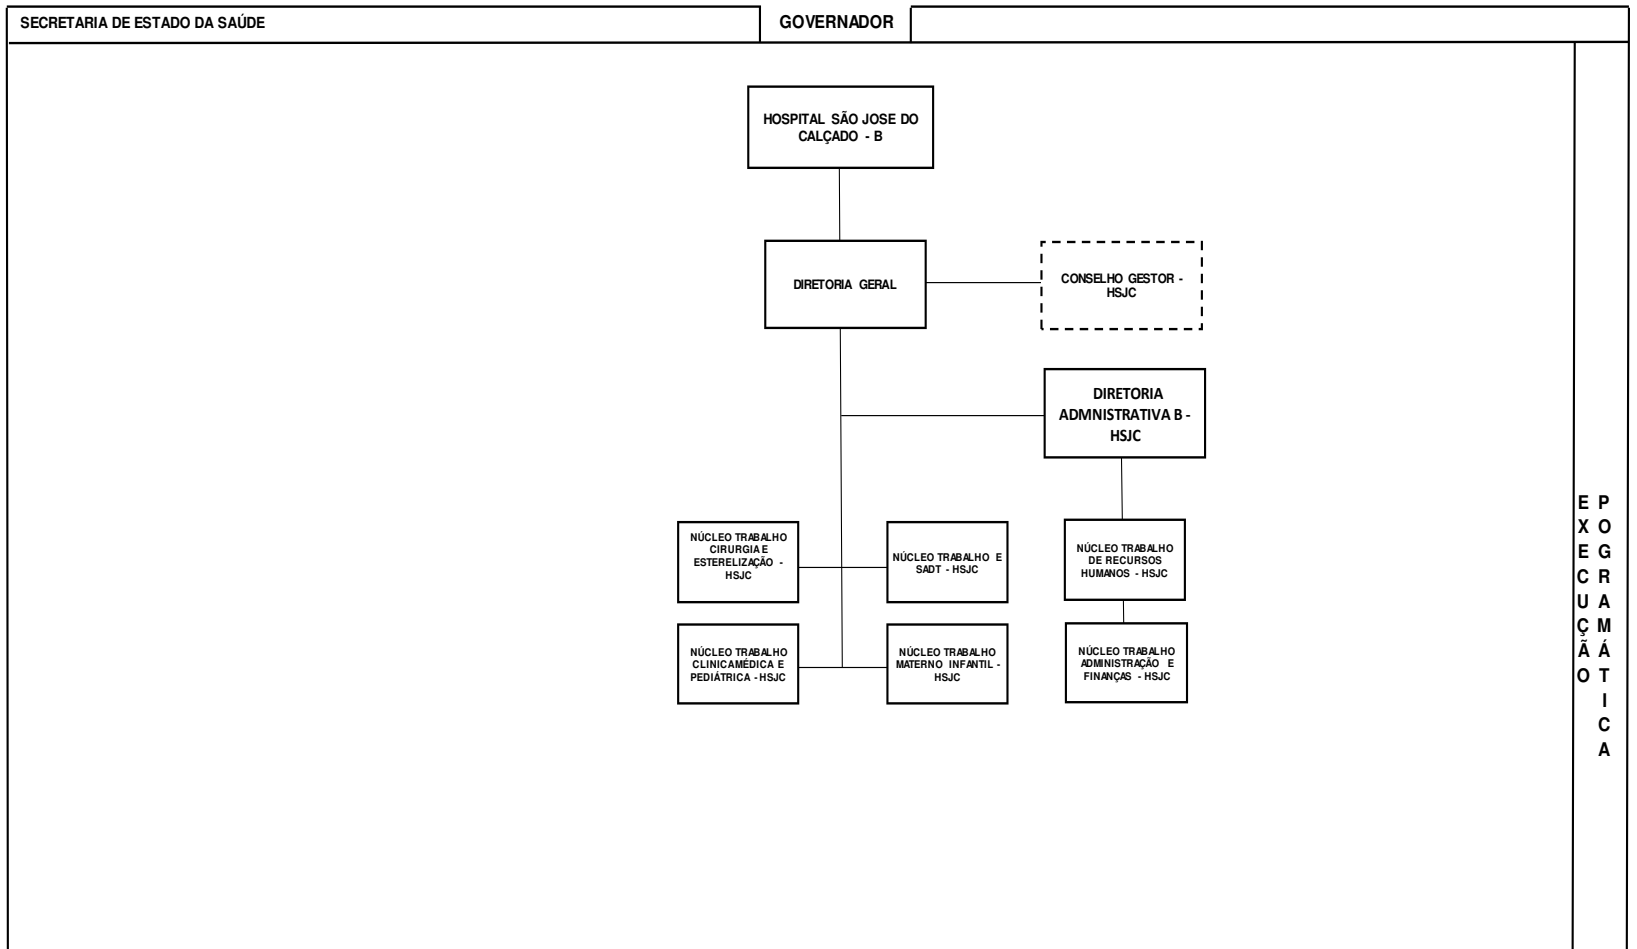 SECRETARIA DE ESTADO DA SAÚDE
GOVERNADOR
HOSPITAL SÃO JOSE DO
CALÇADO - B
DIRETORIA GERAL
CONSELHO GESTOR -
HSJC
DIRETORIA
ADMNISTRATIVA B -
HSJC
NÚCLEO TRABALHO
CIRURGIA E
ESTERELIZAÇÃO -
HSJC
NÚCLEO TRABALHO E
SADT - HSJC
NÚCLEO TRABALHO
DE RECURSOS
HUMANOS - HSJC
NÚCLEO TRABALHO
CLINICA MÉDICA E
PEDIÁTRICA - HSJC
NÚCLEO TRABALHO
MATERNO INFANTIL -
HSJC
NÚCLEO TRABALHO
ADMINISTRAÇÃO E
FINANÇAS - HSJC
EXECUÇÃO
POGRAMÁTICA